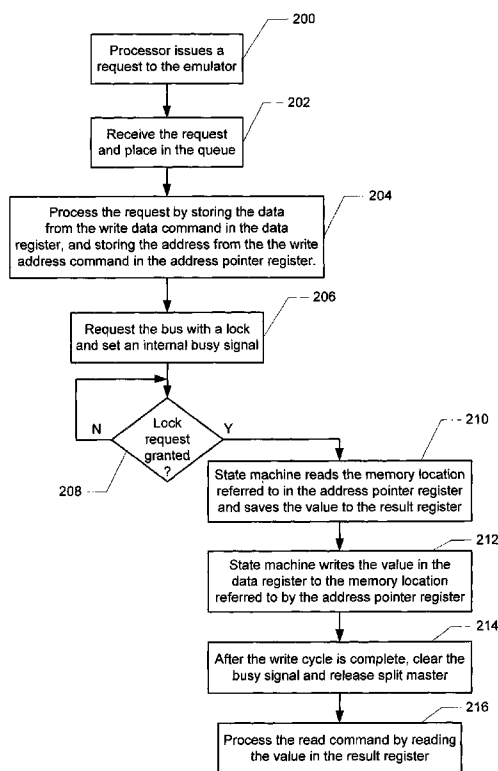 200
Processor issues a
request to the emulator
202
Receive the request
and place in the queue
204
Process the request by storing the data
from the write data command in the data
register, and storing the address from the the write
address command in the address pointer register.
206
Request the bus with a lock
and set an internal busy signal
N
Lock
request
granted
?
Y
208
210
State machine reads the memory location
referred to in the address pointer register
and saves the value to the result register
212
State machine writes the value in the
data register to the memory location
referred to by the address pointer register
214
After the write cycle is complete, clear the
busy signal and release split master
216
Process the read command by reading
the value in the result register